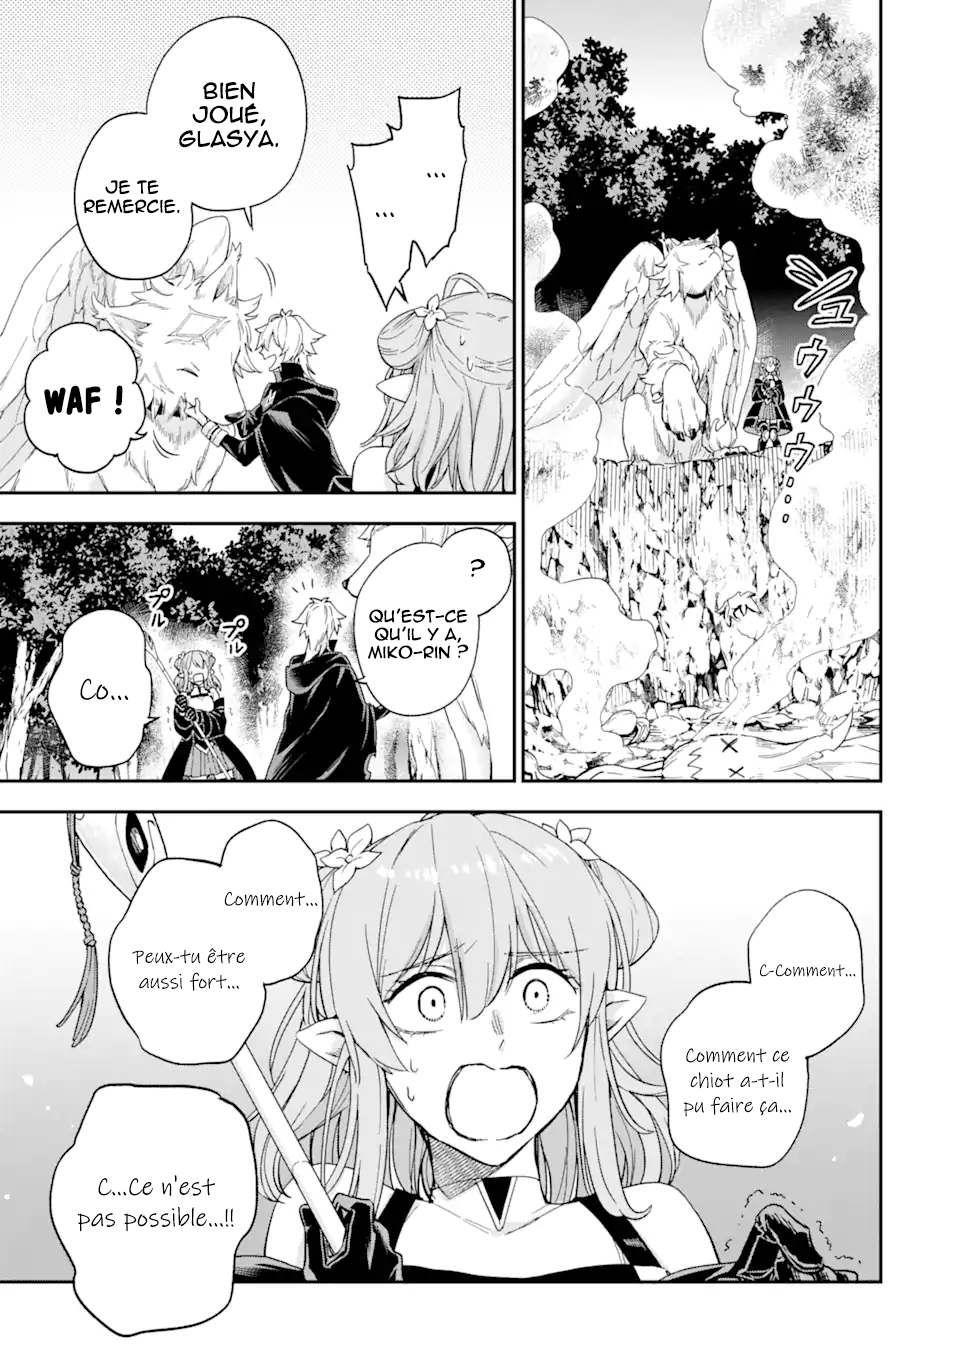 シュ
ウウウウ....
...
...
BIEN
JOUÉ,
GLASYA.
JE TE
REMERCIE.
WAF !
?
QU'EST-CE
QU'IL Y A,
MIKO-RIN ?
プル
プル
Co...
C-Comment...
Comment ce
chiot a-t-il
pu faire ça...
Comment...
Peux-tu être
aussi fort...
C...Ce n'est
pas possible...!!